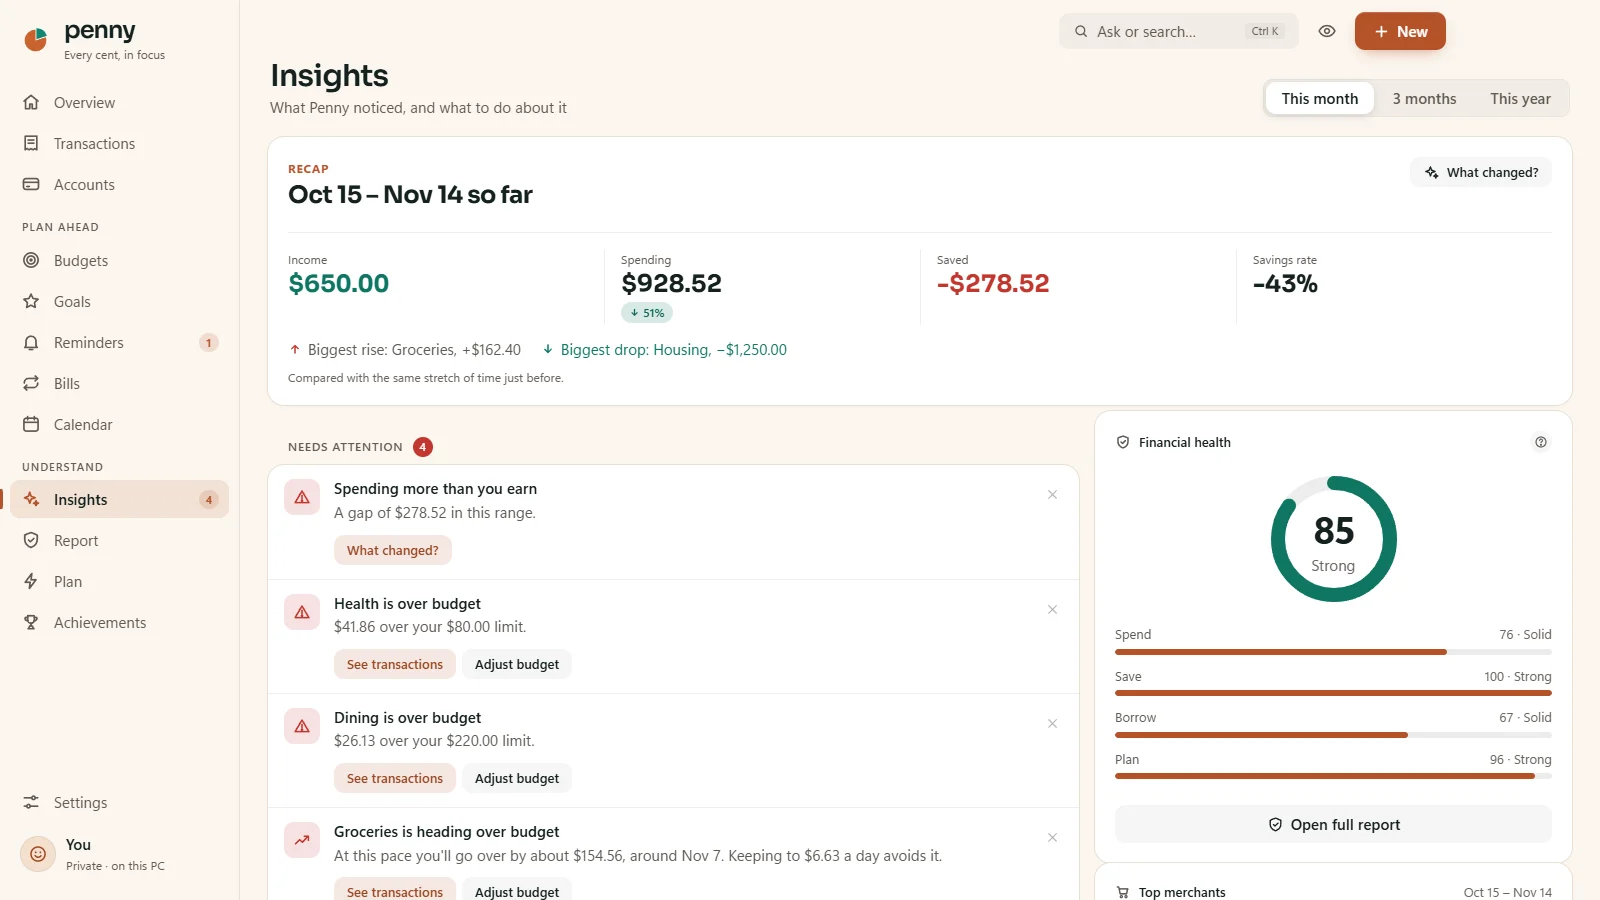 penny
Every cent, in focus
Overview
Transactions
Accounts
PLAN AHEAD
Budgets
Goals
Reminders 1
Bills
Calendar
UNDERSTAND
Insights 4
Report
Plan
Achievements
Settings
You
Private · on this PC
Ask or search... Ctrl K
New
Insights
What Penny noticed, and what to do about it
This month 3 months This year
RECAP
Oct 15 – Nov 14 so far
What changed?
Income
$650.00
Spending
$928.52
51%
Saved
-$278.52
Savings rate
-43%
Biggest rise: Groceries, +$162.40
Biggest drop: Housing, −$1,250.00
Compared with the same stretch of time just before.
NEEDS ATTENTION 4
Spending more than you earn
A gap of $278.52 in this range.
What changed?
Health is over budget
$41.86 over your $80.00 limit.
See transactions Adjust budget
Dining is over budget
$26.13 over your $220.00 limit.
See transactions Adjust budget
Groceries is heading over budget
At this pace you'll go over by about $154.56, around Nov 7. Keeping to $6.63 a day avoids it.
See transactions Adjust budget
Financial health
85
Strong
Spend 76 · Solid
Save 100 · Strong
Borrow 67 · Solid
Plan 96 · Strong
Open full report
Top merchants Oct 15 – Nov 14